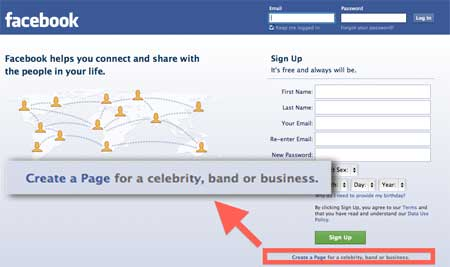 facebook
Email
Password
Log In
Keep me logged in
Forgot your password?
Facebook helps you connect and share with
the people in your life.
Sign Up
It's free and always will be.
First Name:
Last Name:
Your Email:
Re-enter Email:
New Password:
Sex:
Day:
Year:
Why do I need to provide my birthday?
By clicking Sign Up, you agree to our Terms and
that you have read and understand our Data Use
Policy.
Create a Page for a celebrity, band or business.
Sign Up
Create a Page for a celebrity, band or business.